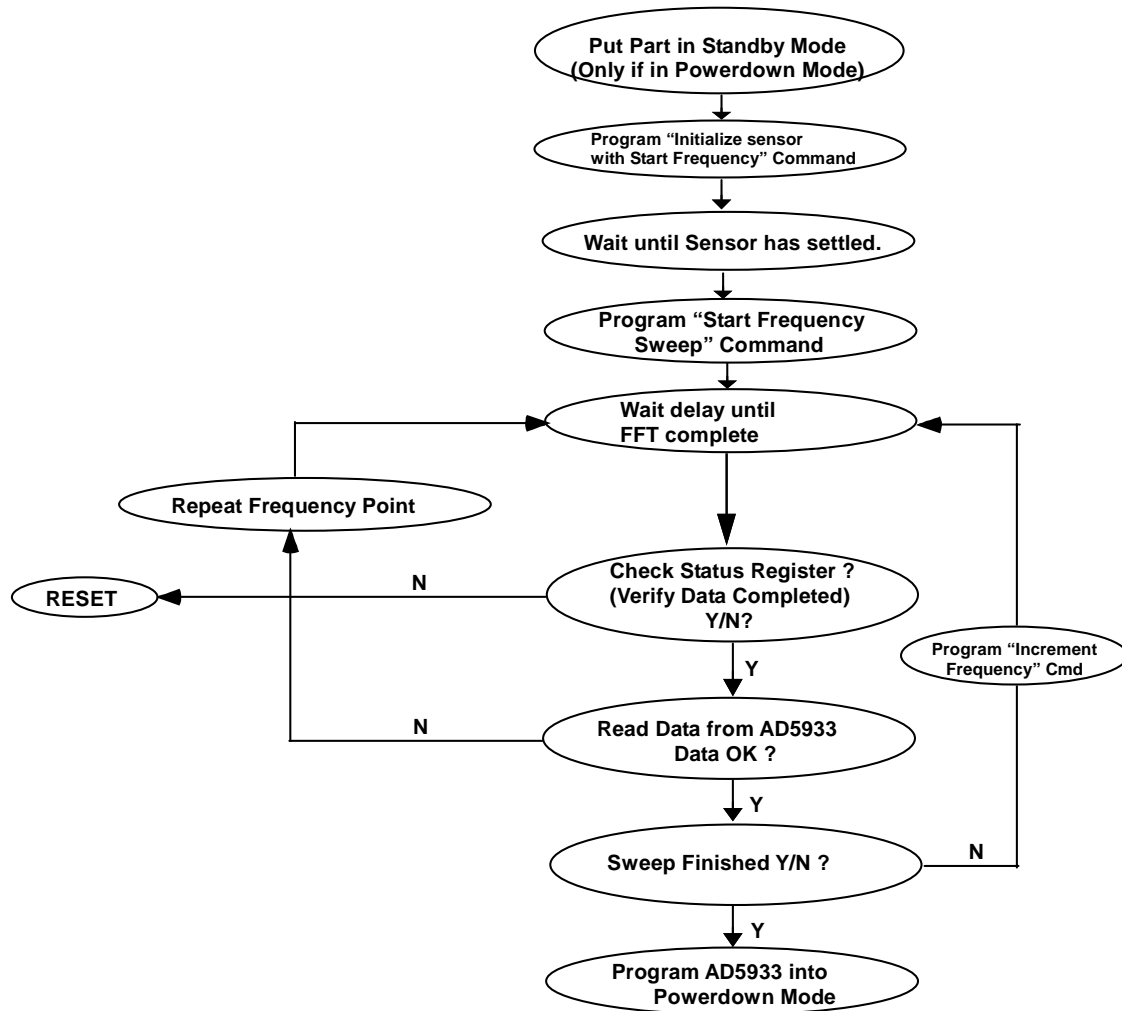 Put Part in Standby Mode
(Only if in Powerdown Mode)
Program “Initialize sensor
with Start Frequency” Command
Wait until Sensor has settled.
Program “Start Frequency
Sweep” Command
Wait delay until
FFT complete
Repeat Frequency Point
Check Status Register ?
(Verify Data Completed)
Y/N?
N
RESET
Program “Increment
Frequency” Cmd
Y
Read Data from AD5933
Data OK ?
N
Y
Sweep Finished Y/N ?
N
Y
Program AD5933 into
Powerdown Mode